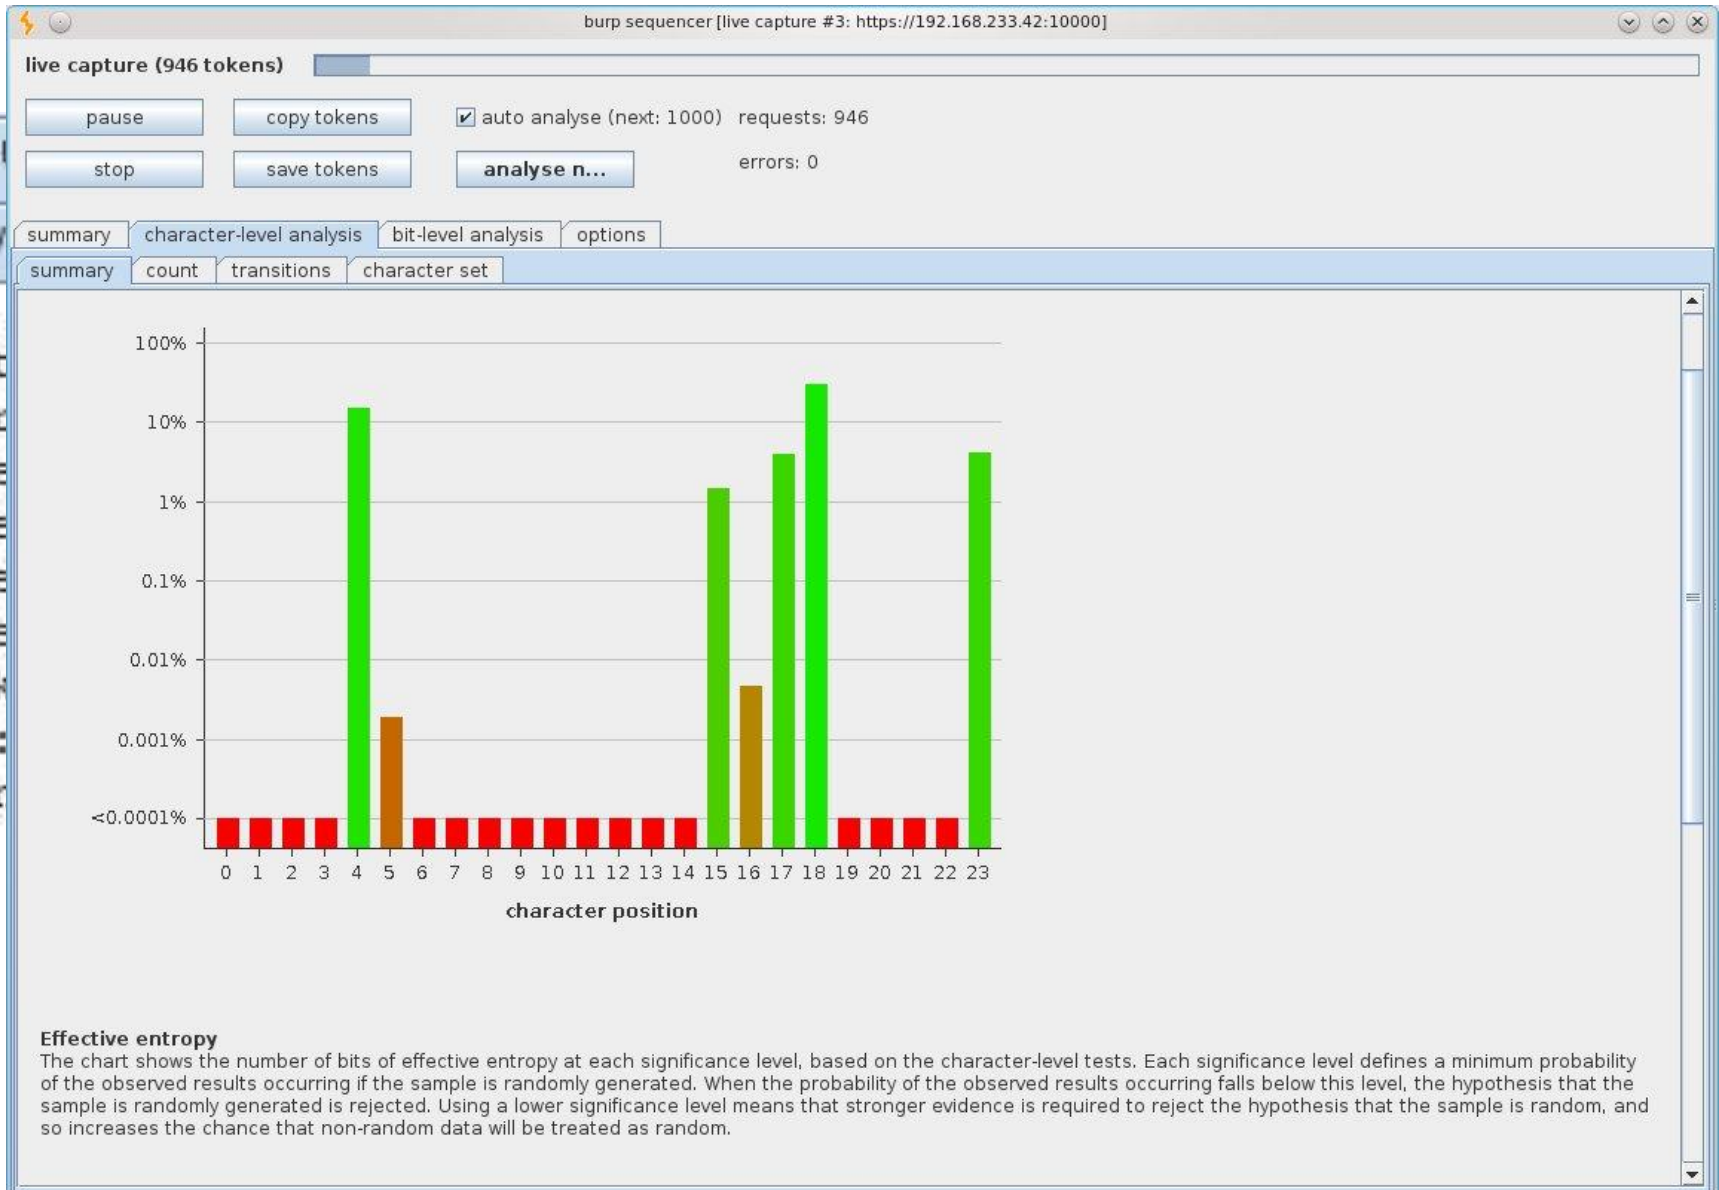 burp sequencer [live capture #3: https://192.168.233.42:10000]
live capture (946 tokens)
pause
copy tokens
auto analyse (next: 1000)
requests: 946
stop
save tokens
analyse n...
errors: 0
summary
character-level analysis
bit-level analysis
options
summary
count
transitions
character set
100%
10%
1%
0.1%
0.01%
0.001%
<0.0001%
0 1 2 3 4 5 6 7 8 9 10 11 12 13 14 15 16 17 18 19 20 21 22 23
character position
Effective entropy
The chart shows the number of bits of effective entropy at each significance level, based on the character-level tests. Each significance level defines a minimum probability
of the observed results occurring if the sample is randomly generated. When the probability of the observed results occurring falls below this level, the hypothesis that the
sample is randomly generated is rejected. Using a lower significance level means that stronger evidence is required to reject the hypothesis that the sample is random, and
so increases the chance that non-random data will be treated as random.